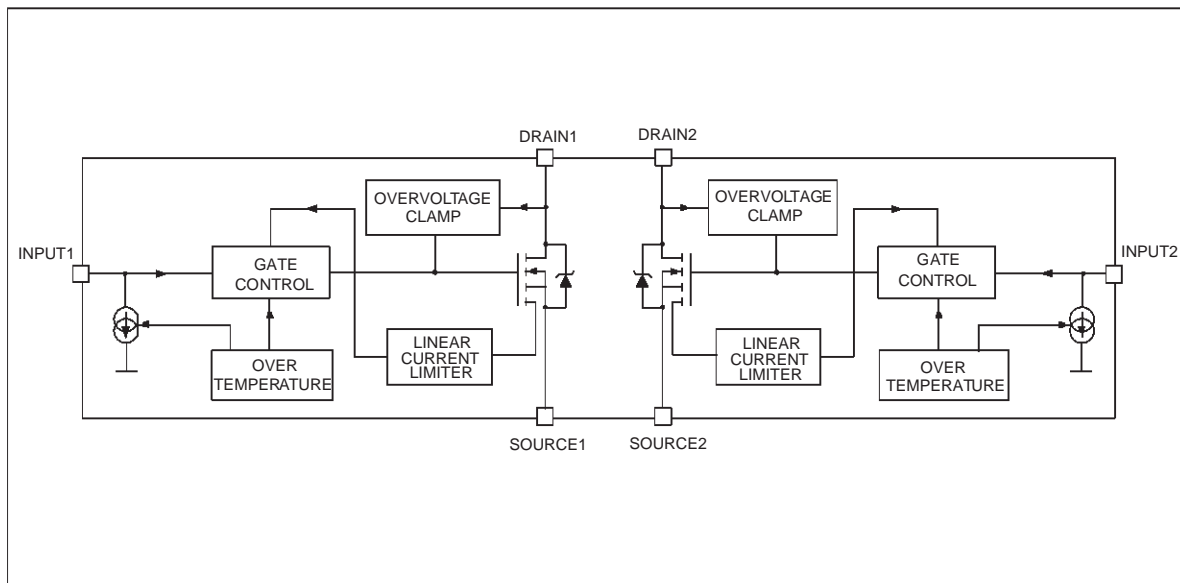 DRAIN1
DRAIN2
OVERVOLTAGE
CLAMP
OVERVOLTAGE
CLAMP
INPUT1
GATE
CONTROL
GATE
CONTROL
INPUT2
LINEAR
CURRENT
LIMITER
LINEAR
CURRENT
LIMITER
OVER
TEMPERATURE
OVER
TEMPERATURE
SOURCE1
SOURCE2